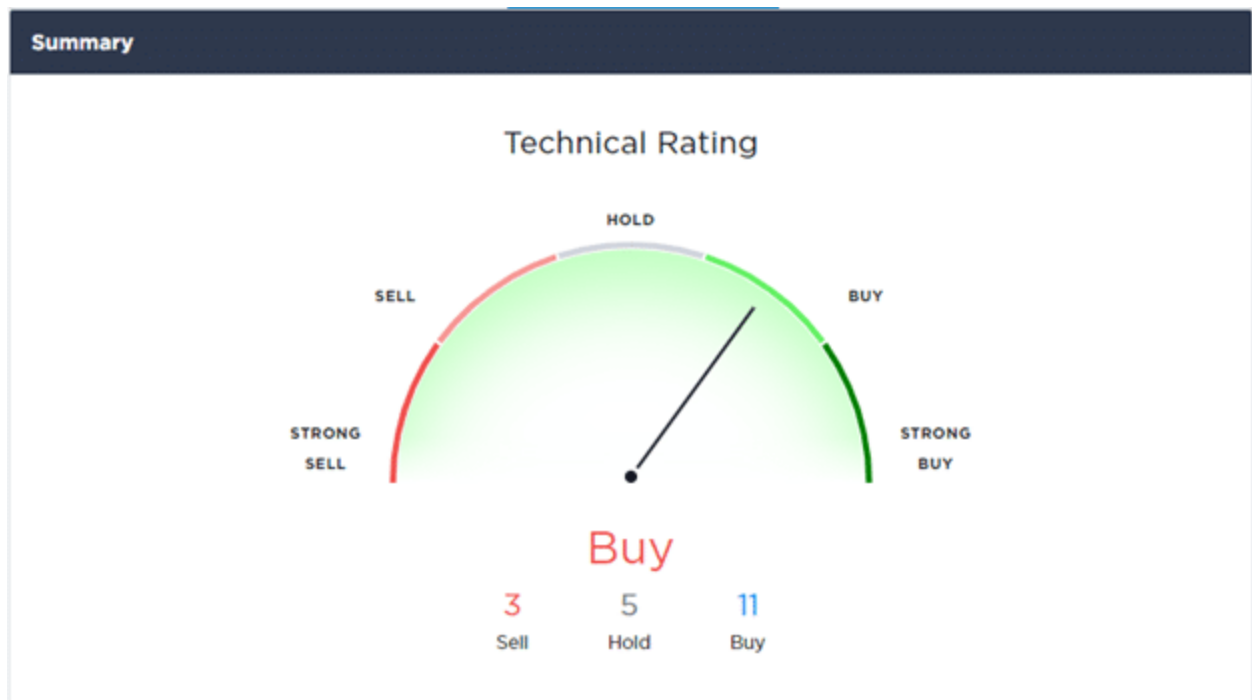 Summary
Technical Rating
HOLD
SELL
BUY
STRONG
SELL
STRONG
BUY
Buy
3 5 11
Sell Hold Buy